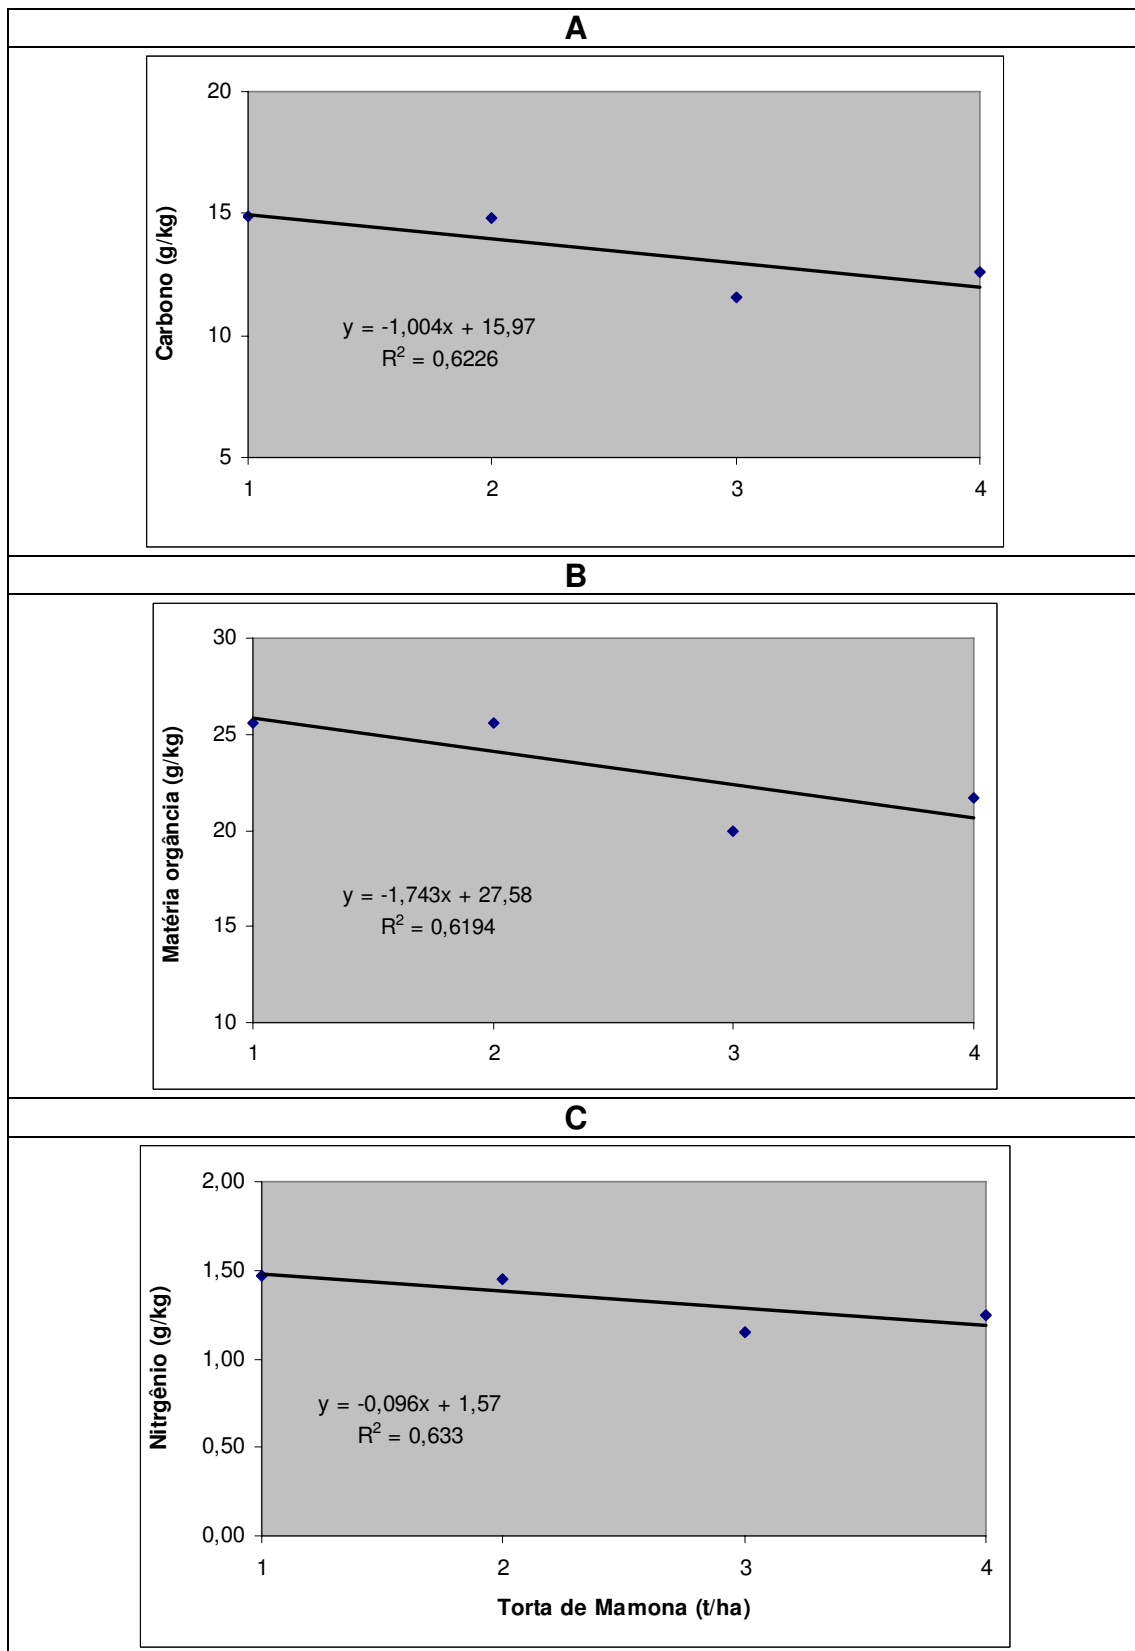 A
Carbono (g/kg)
20
15
10
5
y = -1,004x + 15,97
R² = 0,6226
1 2 3 4
B
Matéria orgância (g/kg)
30
25
20
15
10
y = -1,743x + 27,58
R² = 0,6194
1 2 3 4
C
Nitrgênio (g/kg)
2,00
1,50
1,00
0,50
0,00
y = -0,096x + 1,57
R² = 0,633
1 2 3 4
Torta de Mamona (t/ha)